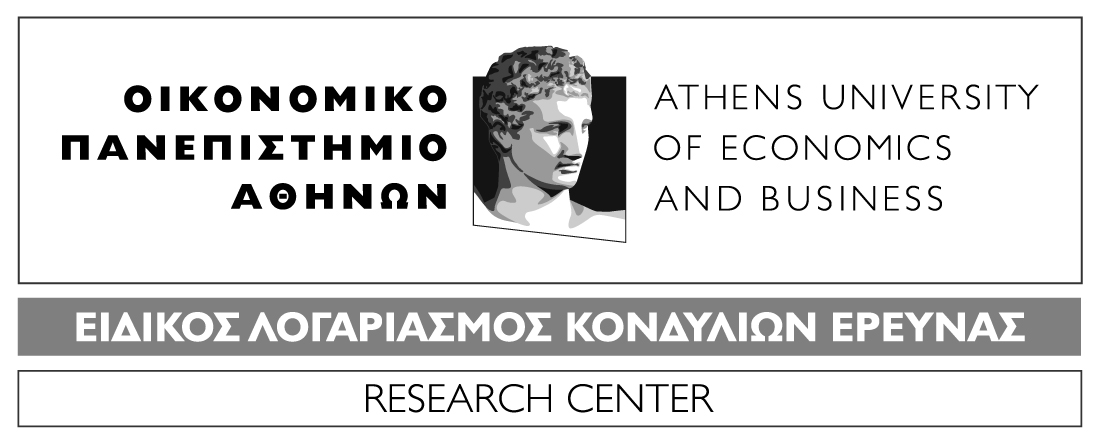 ΟΙΚΟΝΟΜΙΚΟ
ΠΑΝΕΠΙΣΤΗΜΙΟ
ΑΘΗΝΩΝ
ATHENS UNIVERSITY
OF ECONOMICS
AND BUSINESS
ΕΙΔΙΚΟΣ ΛΟΓΑΡΙΑΣΜΟΣ ΚΟΝΔΥΛΙΩΝ ΕΡΕΥΝΑΣ
RESEARCH CENTER